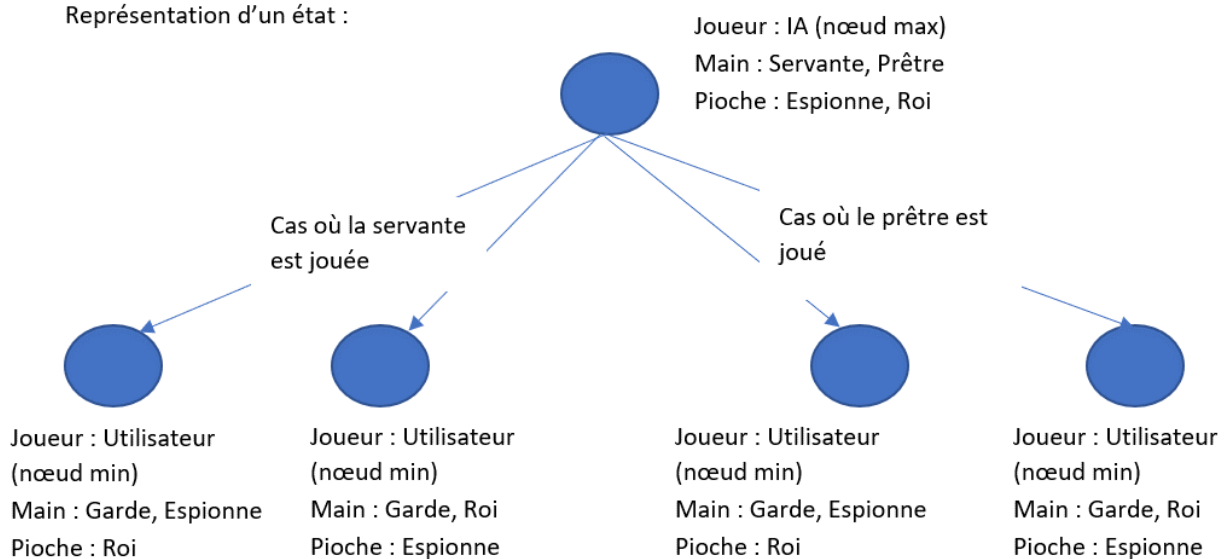 Représentation d'un état :
Joueur : IA (nœud max)
Main : Servante, Prêtre
Pioche : Espionne, Roi
Cas où la servante
est jouée
Cas où le prêtre est
joué
Joueur : Utilisateur
(nœud min)
Main : Garde, Espionne
Pioche : Roi
Joueur : Utilisateur
(nœud min)
Main : Garde, Roi
Pioche : Espionne
Joueur : Utilisateur
(nœud min)
Main : Garde, Espionne
Pioche : Roi
Joueur : Utilisateur
(nœud min)
Main : Garde, Roi
Pioche : Espionne